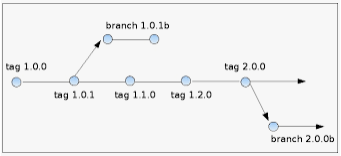 branch 1.0.1b
tag 1.0.0
tag 2.0.0
tag 1.0.1
tag 1.1.0
tag 1.2.0
branch 2.0.0b